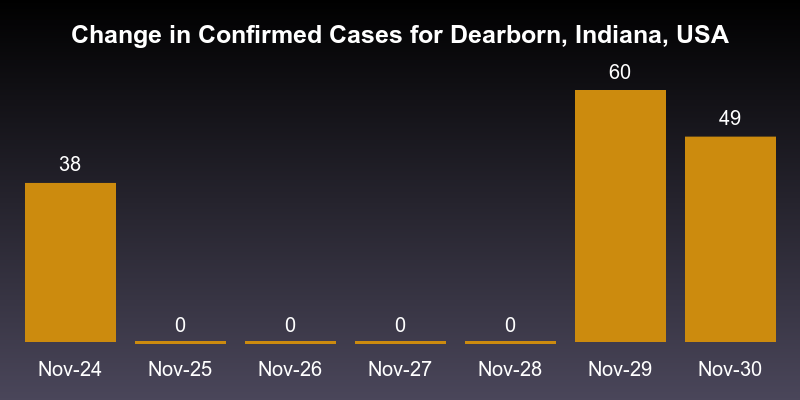 Change in Confirmed Cases for Dearborn, Indiana, USA
38 0 0 0 0 60 49
Nov-24 Nov-25 Nov-26 Nov-27 Nov-28 Nov-29 Nov-30